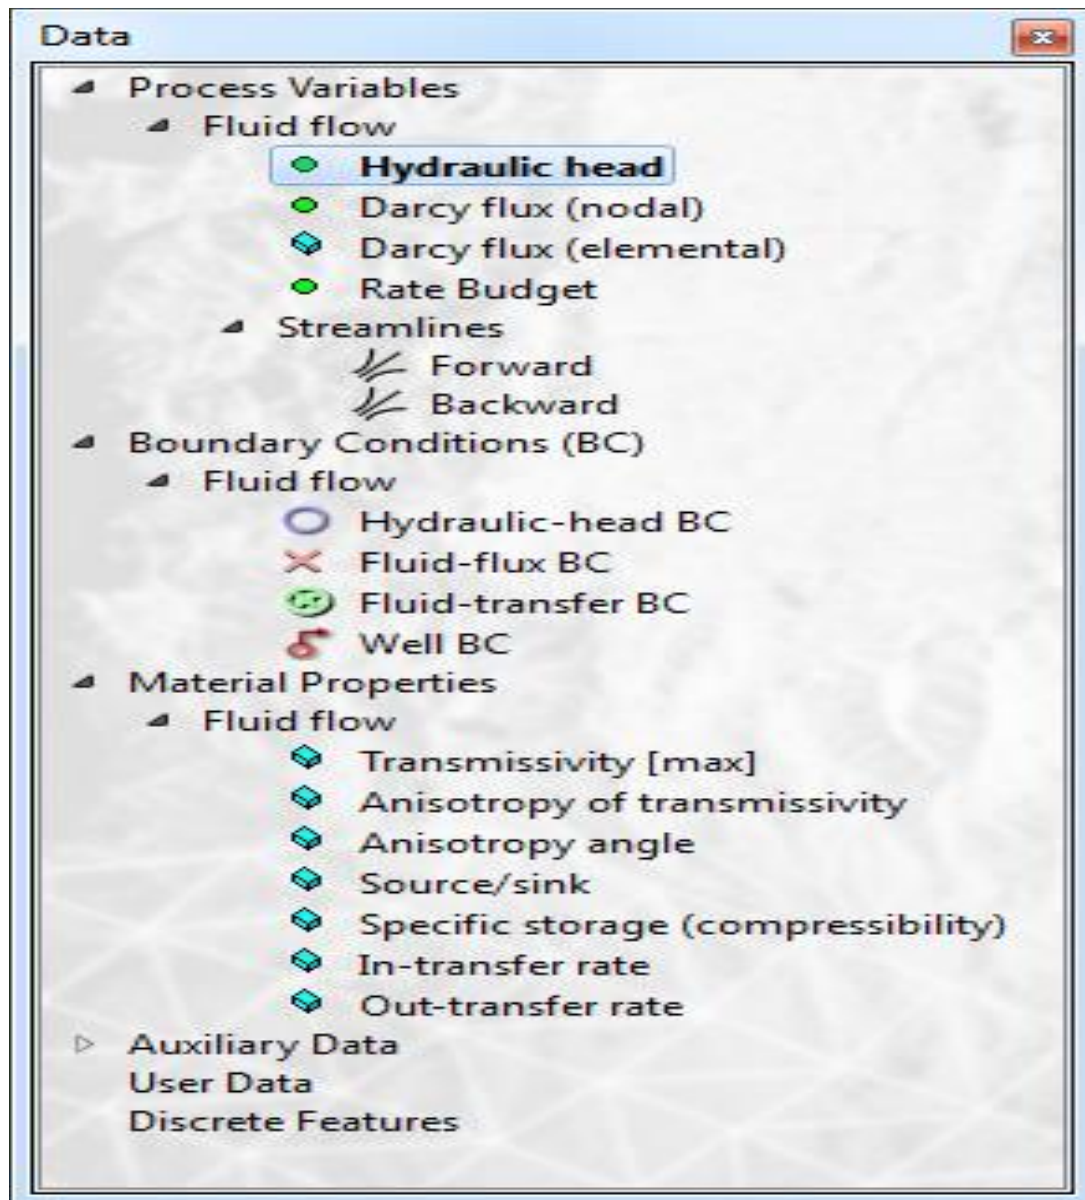 Data
Process Variables
Fluid flow
Hydraulic head
Darcy flux (nodal)
Darcy flux (elemental)
Rate Budget
Streamlines
Forward
Backward
Boundary Conditions (BC)
Fluid flow
Hydraulic-head BC
Fluid-flux BC
Fluid-transfer BC
Well BC
Material Properties
Fluid flow
Transmissivity [max]
Anisotropy of transmissivity
Anisotropy angle
Source/sink
Specific storage (compressibility)
In-transfer rate
Out-transfer rate
Auxiliary Data
User Data
Discrete Features